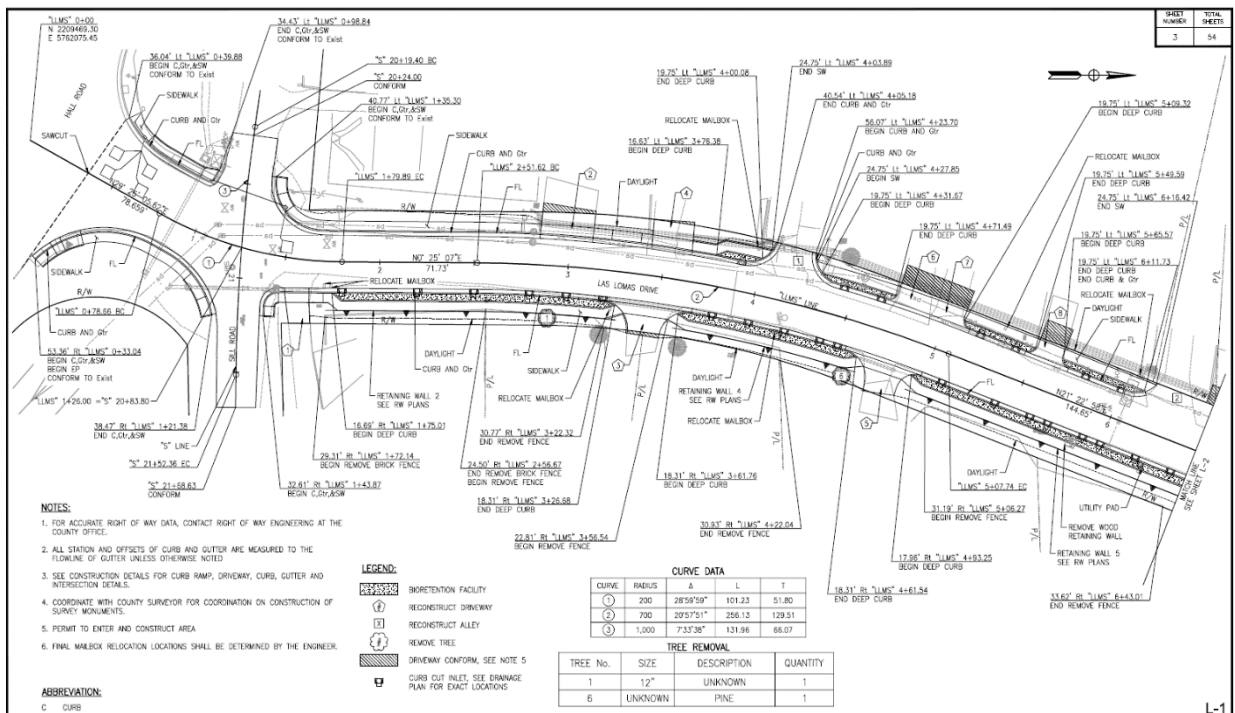 SHEET NUMBER TOTAL SHEETS
3 54
"LLMS" 0+00
N 2209469.30
E 5762075.45
36.04' Lt "LLMS" 0+39.88
BEGIN C,Gtr,&SW
CONFORM TO Exist
34.43' Lt "LLMS" 0+98.84
END C,Gtr,&SW
CONFORM TO Exist
"S" 20+19.40 BC
"S" 20+24.00
CONFORM
40.77' Lt "LLMS" 1+35.30
BEGIN C,Gtr,&SW
CONFORM TO Exist
HALL ROAD
SIDEWALK
CURB AND Gtr
FL
SAWCUT
SIDEWALK
CURB AND Gtr
"LLMS" 1+79.89 EC
"LLMS" 2+51.62 BC
FL
R/W
DAYLIGHT
19.75' Lt "LLMS" 4+00.08
END DEEP CURB
RELOCATE MAILBOX
16.63' Lt "LLMS" 3+76.38
BEGIN DEEP CURB
24.75' Lt "LLMS" 4+03.89
END SW
40.54' Lt "LLMS" 4+05.18
END CURB AND Gtr
56.07' Lt "LLMS" 4+23.70
BEGIN CURB AND Gtr
CURB AND Gtr
24.75' Lt "LLMS" 4+27.85
BEGIN SW
19.75' Lt "LLMS" 4+31.67
BEGIN DEEP CURB
19.75' Lt "LLMS" 4+71.49
END DEEP CURB
19.75' Lt "LLMS" 5+09.32
BEGIN DEEP CURB
RELOCATE MAILBOX
19.75' Lt "LLMS" 5+49.59
END DEEP CURB
24.75' Lt "LLMS" 6+16.42
END SW
19.75' Lt "LLMS" 5+65.57
BEGIN DEEP CURB
19.75' Lt "LLMS" 6+11.73
END DEEP CURB
END CURB & Gtr
RELOCATE MAILBOX
DAYLIGHT
SIDEWALK
FL
P/L
P/L
R/W
78.659'
N0° 25' 07"E
71.73'
LAS LOMAS DRIVE
"LLMS" LINE
144.65'
SIDEWALK
FL
R/W
"LLMS" 0+78.66 BC
CURB AND Gtr
53.36' Rt "LLMS" 0+33.04
BEGIN C,Gtr,&SW
BEGIN EP
CONFORM TO Exist
"LLMS" 1+26.00 ="S" 20+83.80
38.47' Rt "LLMS" 1+21.38
END C,Gtr,&SW
"S" LINE
"S" 21+52.36 EC
"S" 21+68.63
CONFORM
SILL ROAD
RELOCATE MAILBOX
R/W
DAYLIGHT
CURB AND Gtr
FL
P/L
SIDEWALK
RELOCATE MAILBOX
P/L
RETAINING WALL 2
SEE RW PLANS
16.69' Rt "LLMS" 1+75.01
BEGIN DEEP CURB
29.31' Rt "LLMS" 1+72.14
BEGIN REMOVE BRICK FENCE
32.61' Rt "LLMS" 1+43.87
BEGIN C,Gtr,&SW
30.77' Rt "LLMS" 3+22.32
END REMOVE FENCE
24.50' Rt "LLMS" 2+56.67
END REMOVE BRICK FENCE
BEGIN REMOVE FENCE
18.31' Rt "LLMS" 3+26.68
END DEEP CURB
22.81' Rt "LLMS" 3+56.54
BEGIN REMOVE FENCE
18.31' Rt "LLMS" 3+61.76
BEGIN DEEP CURB
DAYLIGHT
RETAINING WALL 4
SEE RW PLANS
RELOCATE MAILBOX
P/L
30.93' Rt "LLMS" 4+22.04
END REMOVE FENCE
18.31' Rt "LLMS" 4+61.54
END DEEP CURB
17.96' Rt "LLMS" 4+93.25
BEGIN DEEP CURB
31.19' Rt "LLMS" 5+06.27
BEGIN REMOVE FENCE
"LLMS" 5+07.74 EC
DAYLIGHT
FL
P/L
R/W
UTILITY PAD
REMOVE WOOD
RETAINING WALL
RETAINING WALL 5
SEE RW PLANS
33.62' Rt "LLMS" 6+43.01
END REMOVE FENCE
MATCH LINE
SEE SHEET L-2
NOTES:
1. FOR ACCURATE RIGHT OF WAY DATA, CONTACT RIGHT OF WAY ENGINEERING AT THE
COUNTY OFFICE.
2. ALL STATION AND OFFSETS OF CURB AND GUTTER ARE MEASURED TO THE
FLOWLINE OF GUTTER UNLESS OTHERWISE NOTED
3. SEE CONSTRUCTION DETAILS FOR CURB RAMP, DRIVEWAY, CURB, GUTTER AND
INTERSECTION DETAILS.
4. COORDINATE WITH COUNTY SURVEYOR FOR COORDINATION ON CONSTRUCTION OF
SURVEY MONUMENTS.
5. PERMIT TO ENTER AND CONSTRUCT AREA
6. FINAL MAILBOX RELOCATION LOCATIONS SHALL BE DETERMINED BY THE ENGINEER.
ABBREVIATION:
C CURB
LEGEND:
BIORETENTION FACILITY
RECONSTRUCT DRIVEWAY
X RECONSTRUCT ALLEY
REMOVE TREE
DRIVEWAY CONFORM, SEE NOTE 5
CURB CUT INLET, SEE DRAINAGE
PLAN FOR EXACT LOCATIONS
CURVE DATA
CURVE RADIUS Δ L T
1 200 28°59'59" 101.23 51.80
2 700 20°57'51" 256.13 129.51
3 1,000 7°33'38" 131.96 66.07
TREE REMOVAL
TREE No. SIZE DESCRIPTION QUANTITY
1 12" UNKNOWN 1
6 UNKNOWN PINE 1
L-1